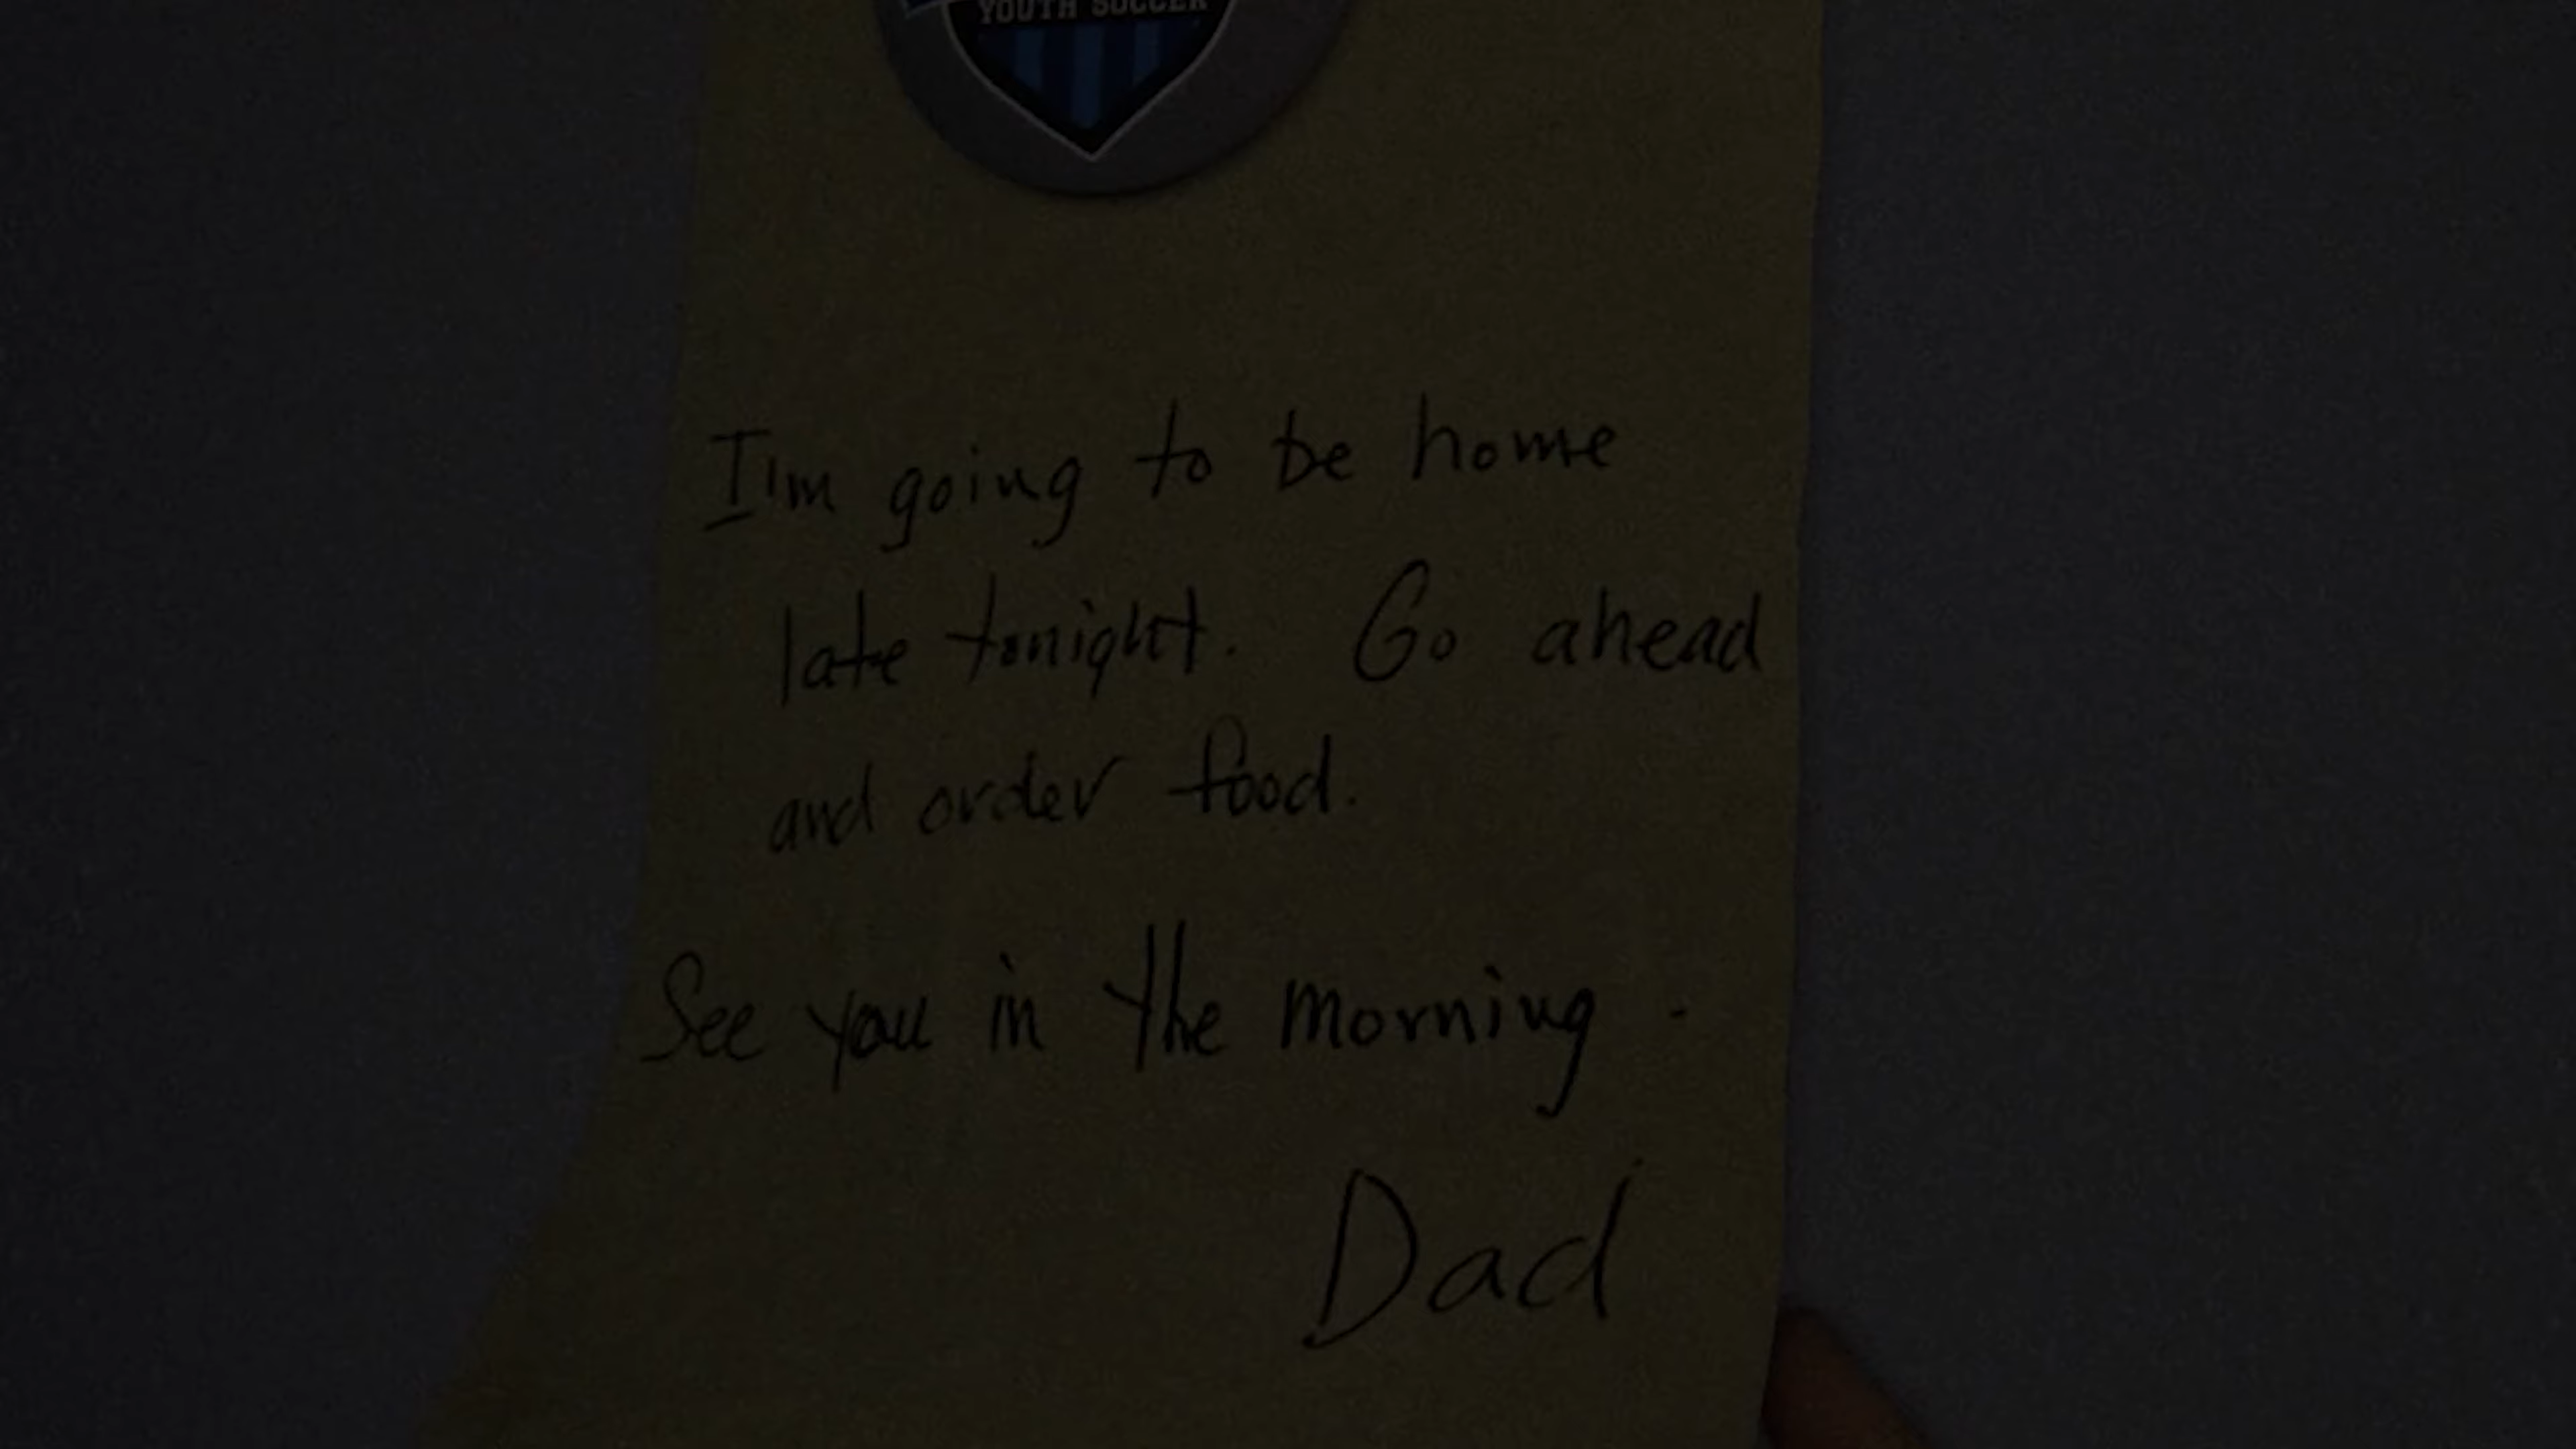 YOUTH SOCCER
I'm going to be home
late tonight. Go ahead
and order food.
See you in the morning.
Dad